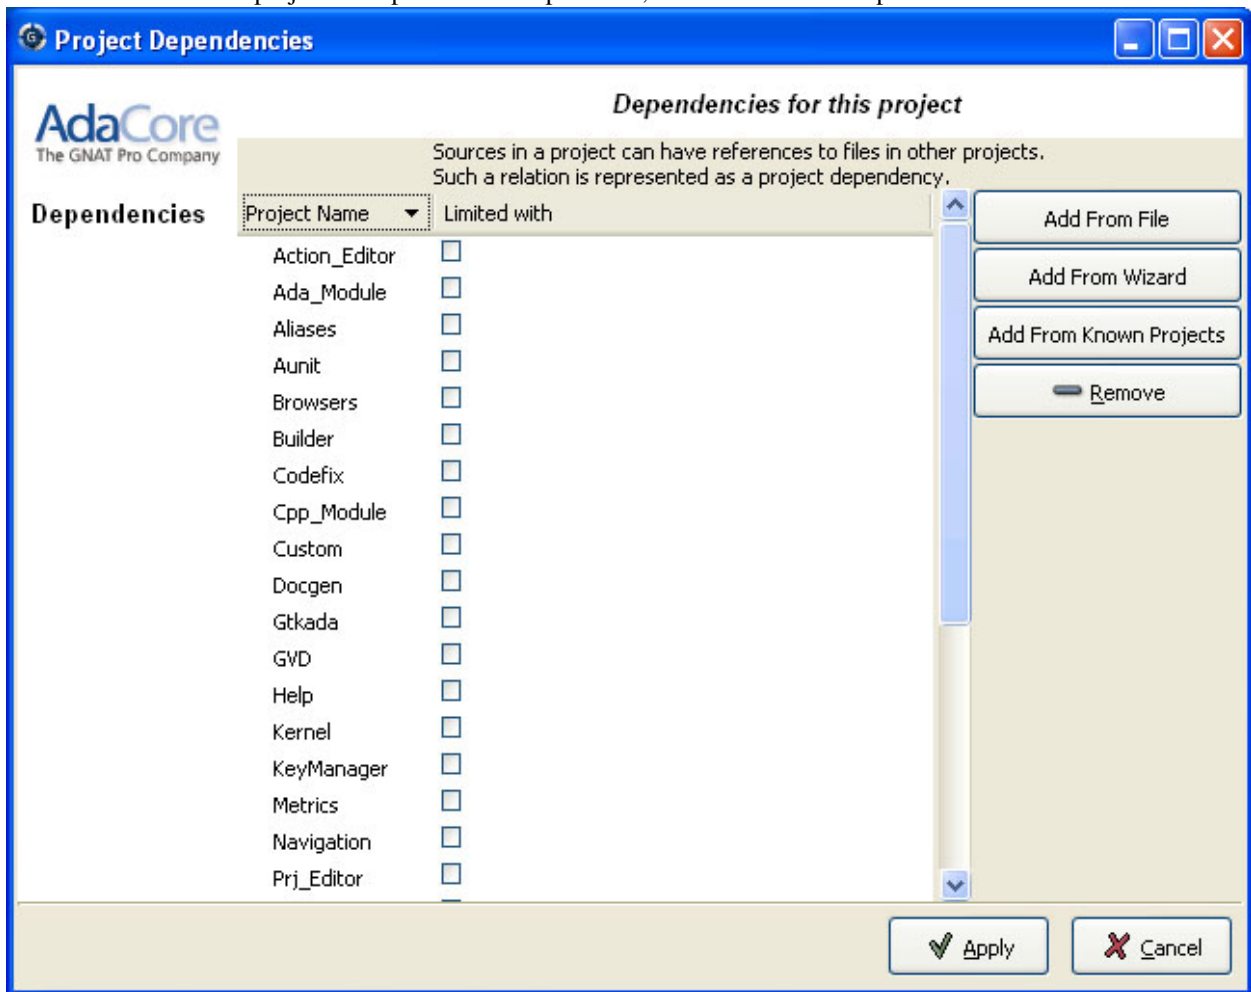 Project Dependencies
AdaCore
The GNAT Pro Company
Dependencies for this project
Sources in a project can have references to files in other projects.
Such a relation is represented as a project dependency.
Dependencies
Project Name Limited with
Action_Editor
Ada_Module
Aliases
Aunit
Browsers
Builder
Codefix
Cpp_Module
Custom
Docgen
Gtkada
GVD
Help
Kernel
KeyManager
Metrics
Navigation
Prj_Editor
Add From File
Add From Wizard
Add From Known Projects
Remove
Apply
Cancel